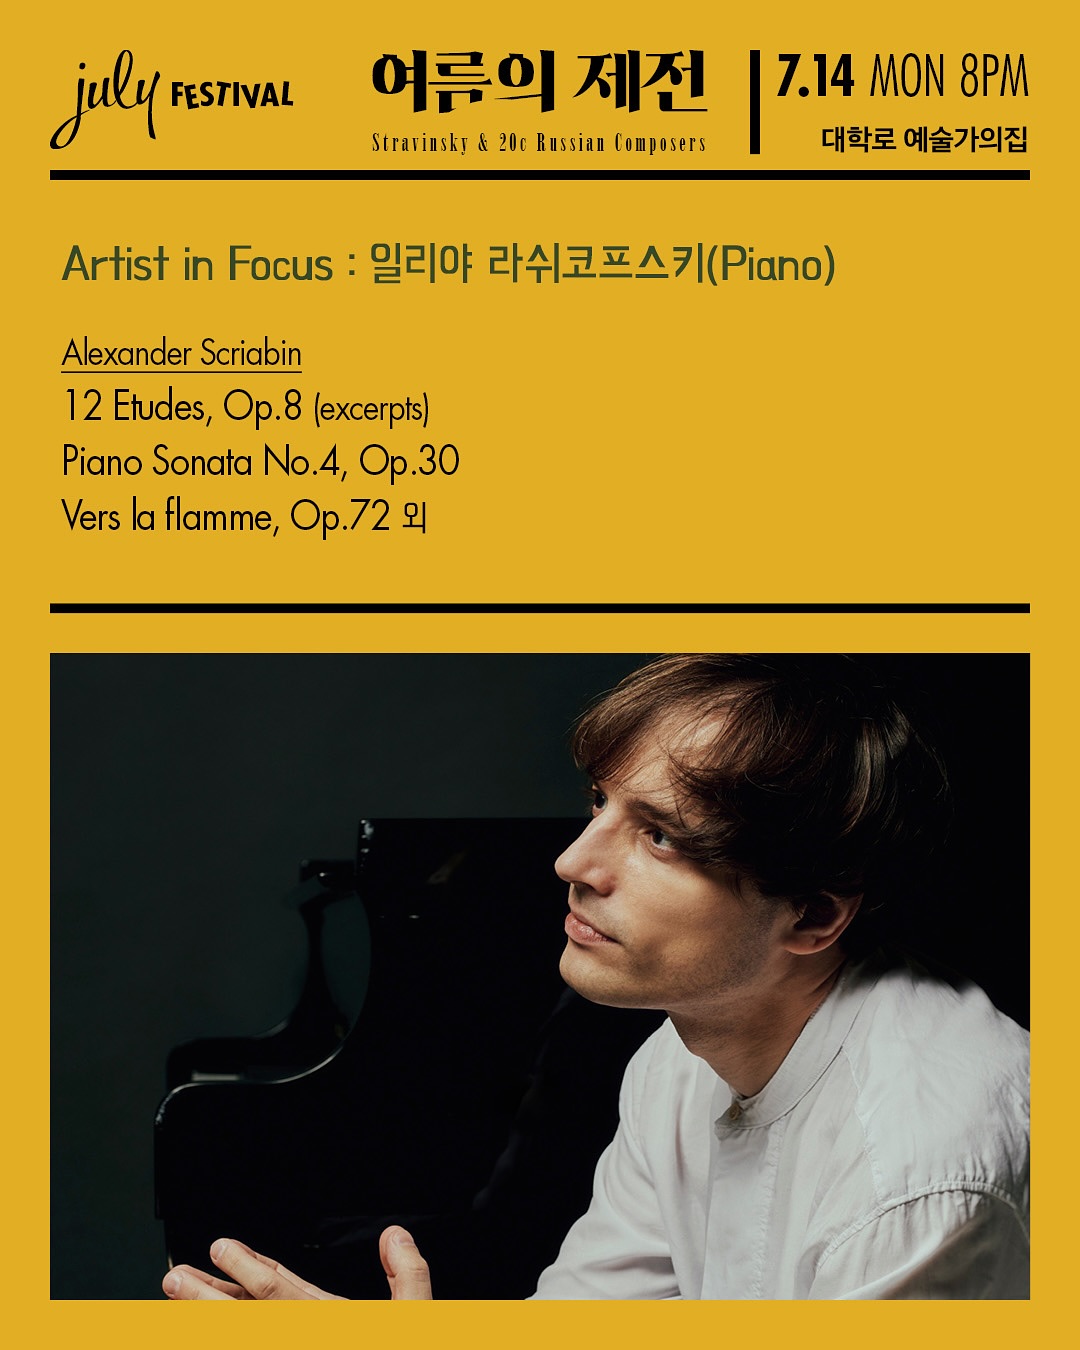 july FESTIVAL
여름의 제전
Stravinsky & 20c Russian Composers
7.14 MON 8PM
대학로 예술가의집
Artist in Focus : 일리야 라쉬코프스키(Piano)
Alexander Scriabin
12 Etudes, Op.8 (excerpts)
Piano Sonata No.4, Op.30
Vers la flamme, Op.72 외